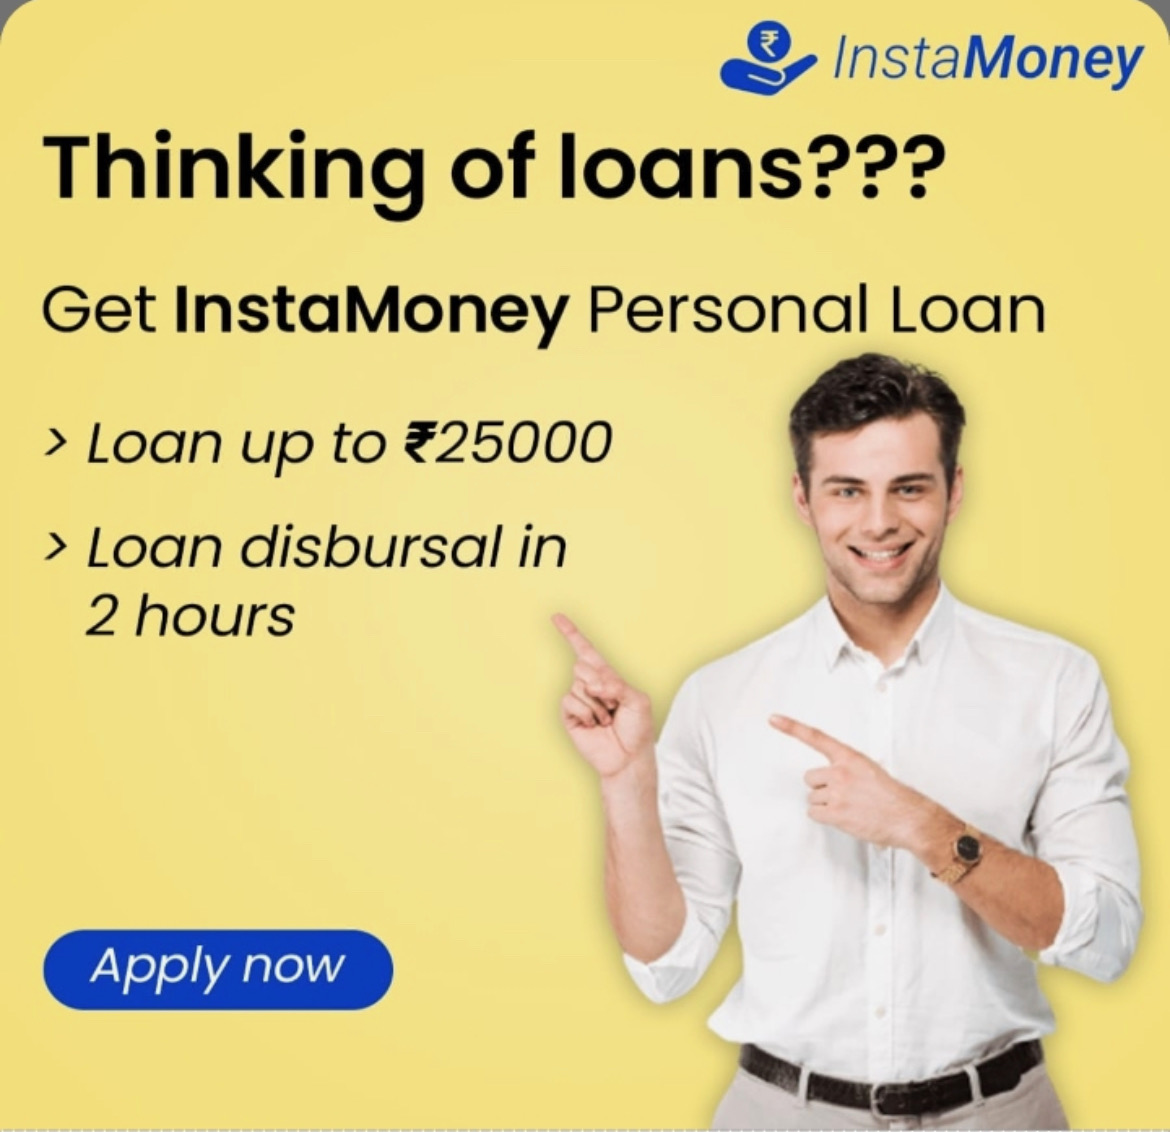 InstaMoney
Thinking of loans???
Get InstaMoney Personal Loan
> Loan up to ₹25000
> Loan disbursal in
2 hours
Apply now